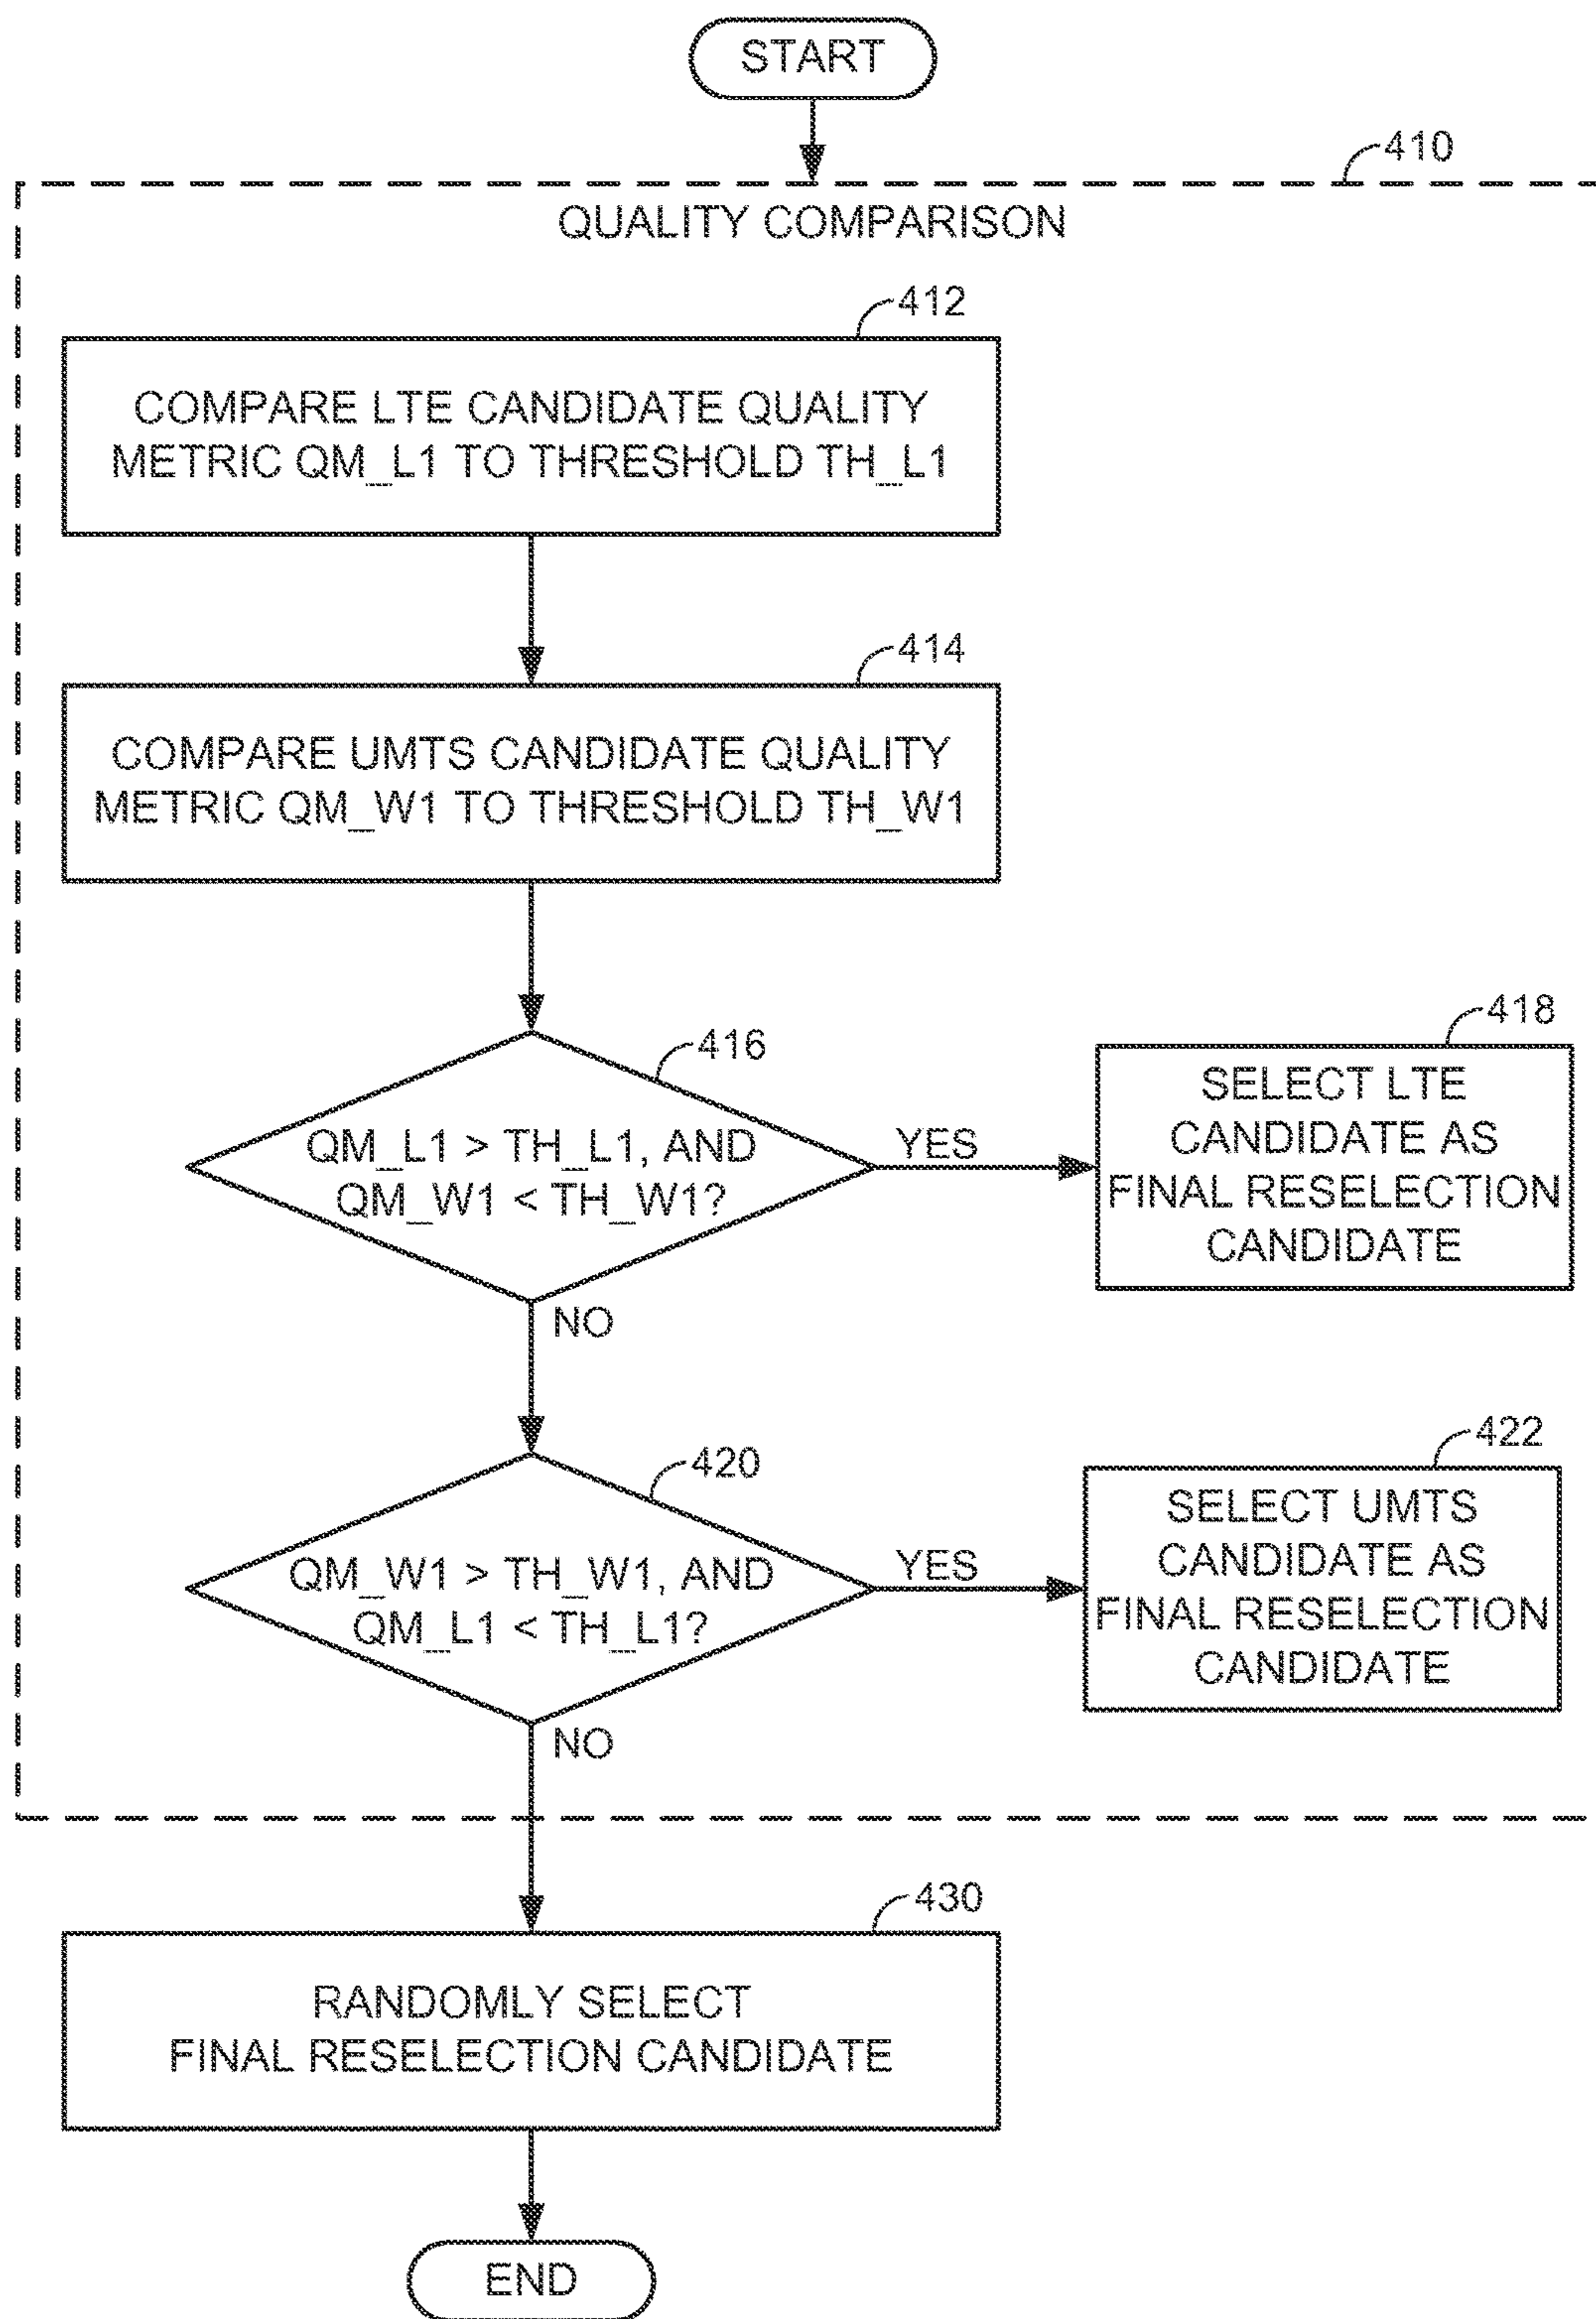 START
410
QUALITY COMPARISON
412
COMPARE LTE CANDIDATE QUALITY
METRIC QM_L1 TO THRESHOLD TH_L1
414
COMPARE UMTS CANDIDATE QUALITY
METRIC QM_W1 TO THRESHOLD TH_W1
416
QM_L1 > TH_L1, AND
QM_W1 < TH_W1?
YES
418
SELECT LTE
CANDIDATE AS
FINAL RESELECTION
CANDIDATE
NO
420
QM_W1 > TH_W1, AND
QM_L1 < TH_L1?
YES
422
SELECT UMTS
CANDIDATE AS
FINAL RESELECTION
CANDIDATE
NO
430
RANDOMLY SELECT
FINAL RESELECTION CANDIDATE
END